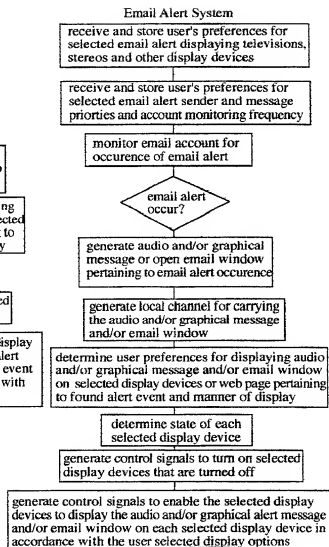 Email Alert System
receive and store user's preferences for
selected email alert displaying televisions,
stereos and other display devices
receive and store user's preferences for
selected email alert sender and message
priorties and account monitoring frequency
monitor email account for
occurence of email alert
email alert
occur?
generate audio and/or graphical
message or open email window
pertaining to email alert occurence
generate local channel for carrying
the audio and/or graphical message
and/or email window
determine user preferences for displaying audio
and/or graphical message and/or email window
on selected display devices or web page pertaining
to found alert event and manner of display
determine state of each
selected display device
generate control signals to turn on selected
display devices that are turned off
generate control signals to enable the selected display
devices to display the audio and/or graphical alert message
and/or email window on each selected display device in
accordance with the user selected display options
ng
ected
to
y
ed
isplay
lert
event
with